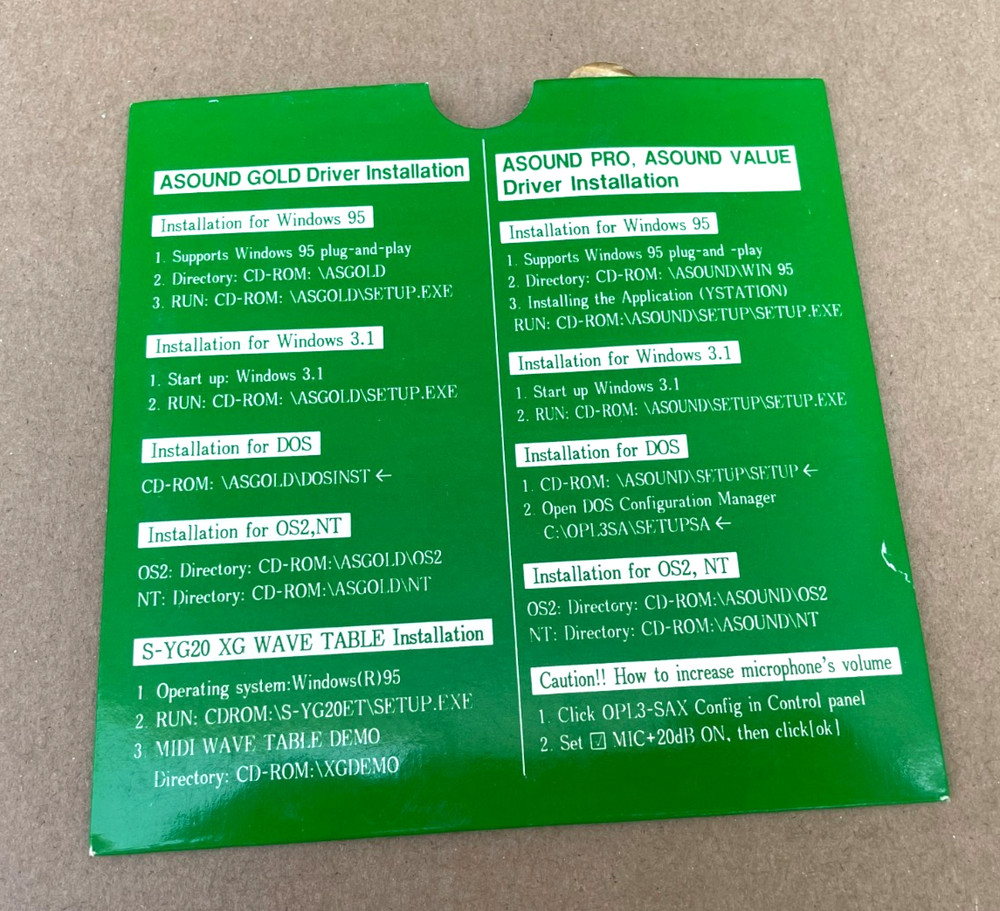 ASOUND GOLD Driver Installation
Installation for Windows 95
1. Supports Windows 95 plug-and-play
2. Directory: CD-ROM: \ASGOLD
3. RUN: CD-ROM: \ASGOLD\SETUP.EXE
Installation for Windows 3.1
1. Start up: Windows 3.1
2. RUN: CD-ROM: \ASGOLD\SETUP.EXE
Installation for DOS
CD-ROM: \ASGOLD\DOSINST ←
Installation for OS2,NT
OS2: Directory: CD-ROM:\ASGOLD\OS2
NT: Directory: CD-ROM:\ASGOLD\NT
S-YG20 XG WAVE TABLE Installation
1 Operating system:Windows(R)95
2. RUN: CDROM:\S-YG20ET\SETUP.EXE
3 MIDI WAVE TABLE DEMO
Directory: CD-ROM:\XGDEMO
ASOUND PRO, ASOUND VALUE
Driver Installation
Installation for Windows 95
1. Supports Windows 95 plug-and -play
2. Directory: CD-ROM: \ASOUND\WIN 95
3. Installing the Application (YSTATION)
RUN: CD-ROM:\ASOUND\SETUP\SETUP.EXE
Installation for Windows 3.1
1. Start up Windows 3.1
2. RUN: CD-ROM: \ASOUND\SETUP\SETUP.EXE
Installation for DOS
1. CD-ROM: \ASOUND\SETUP\SETUP ←
2. Open DOS Configuration Manager
C:\OPL3SA\SETUPSA ←
Installation for OS2, NT
OS2: Directory: CD-ROM:\ASOUND\OS2
NT: Directory: CD-ROM:\ASOUND\NT
Caution!! How to increase microphone's volume
1. Click OPL3-SAX Config in Control panel
2. Set ☑ MIC+20dB ON, then click[ok]